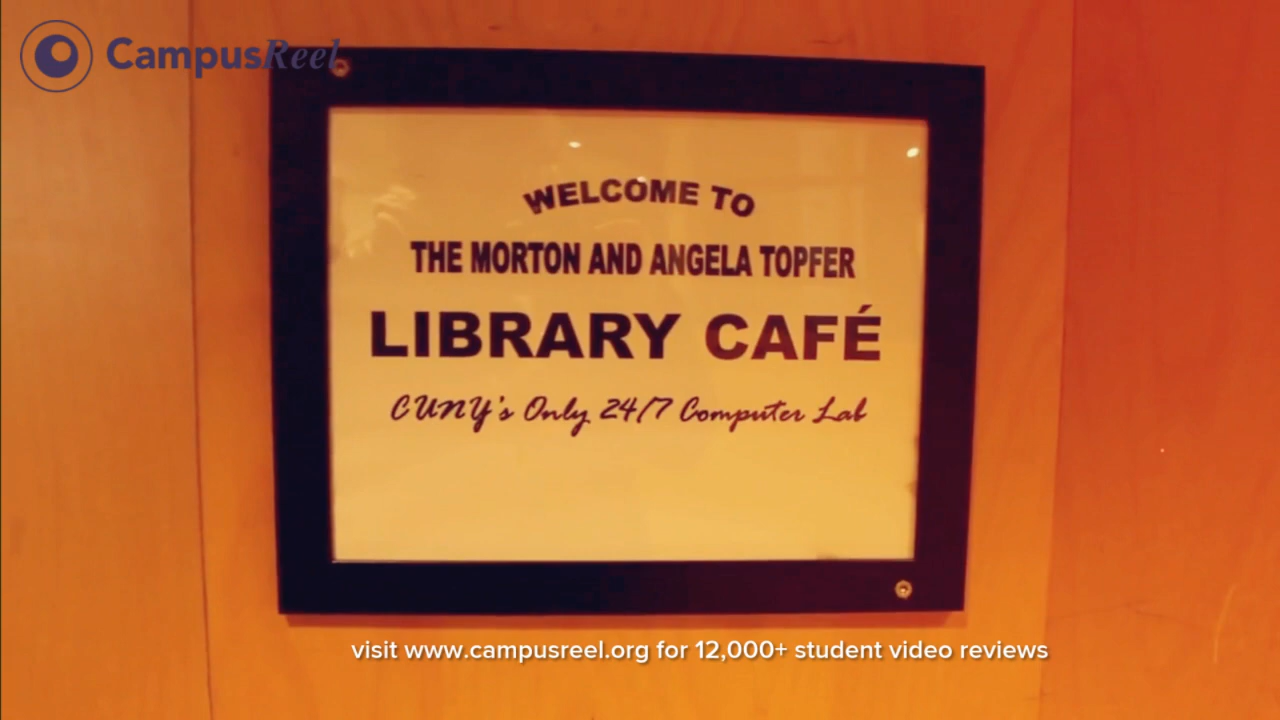 CampusReel
WELCOME TO
THE MORTON AND ANGELA TOPFER
LIBRARY CAFÉ
CUNY's Only 24/7 Computer Lab
visit www.campusreel.org for 12,000+ student video reviews